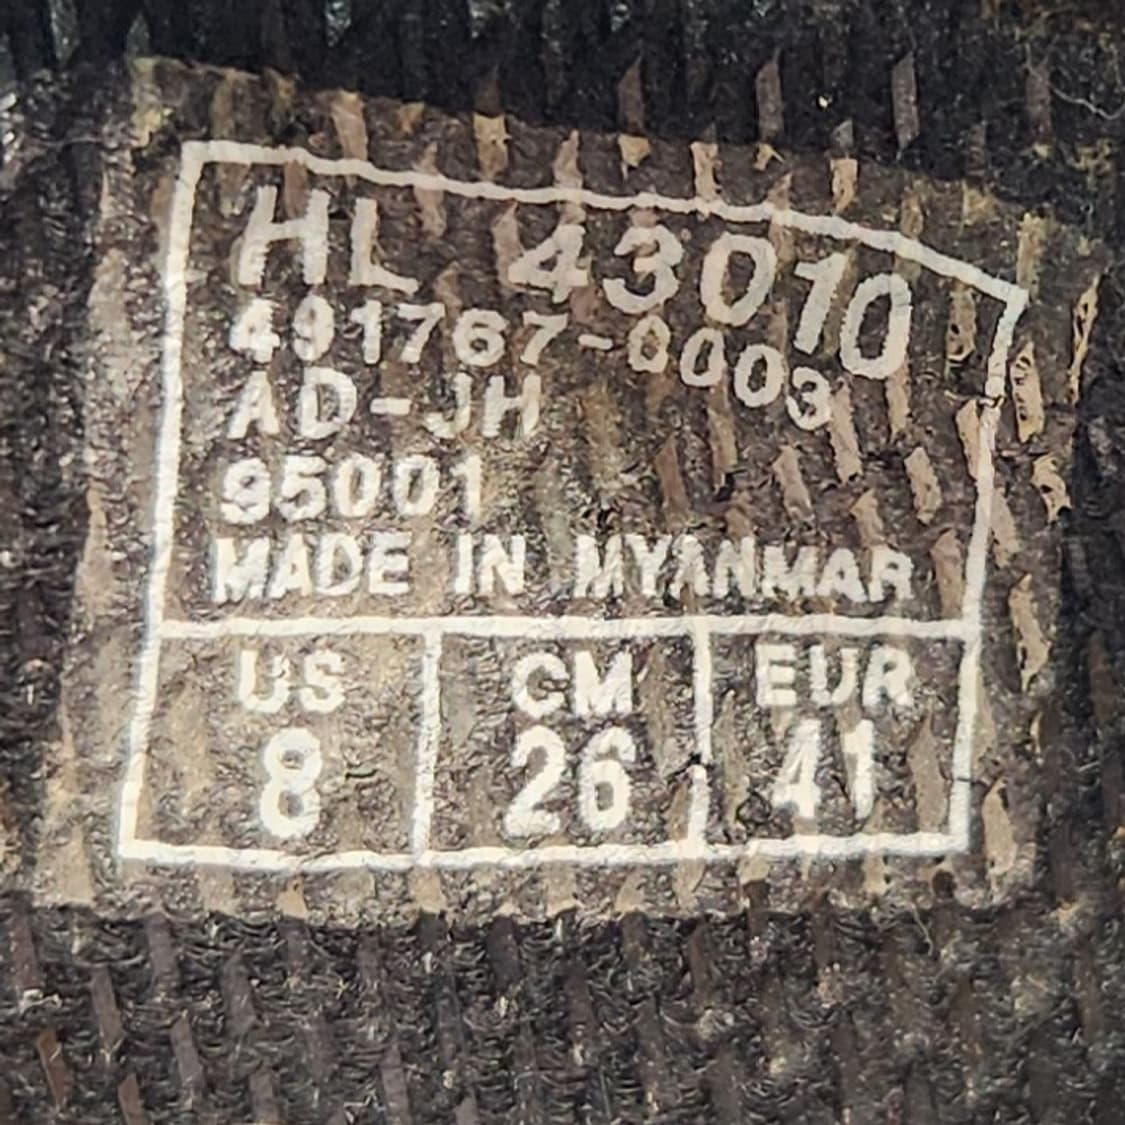 HL 43010
491767-0003
AD-JH
95001
MADE IN MYANMAR
US CM EUR
8 26 41